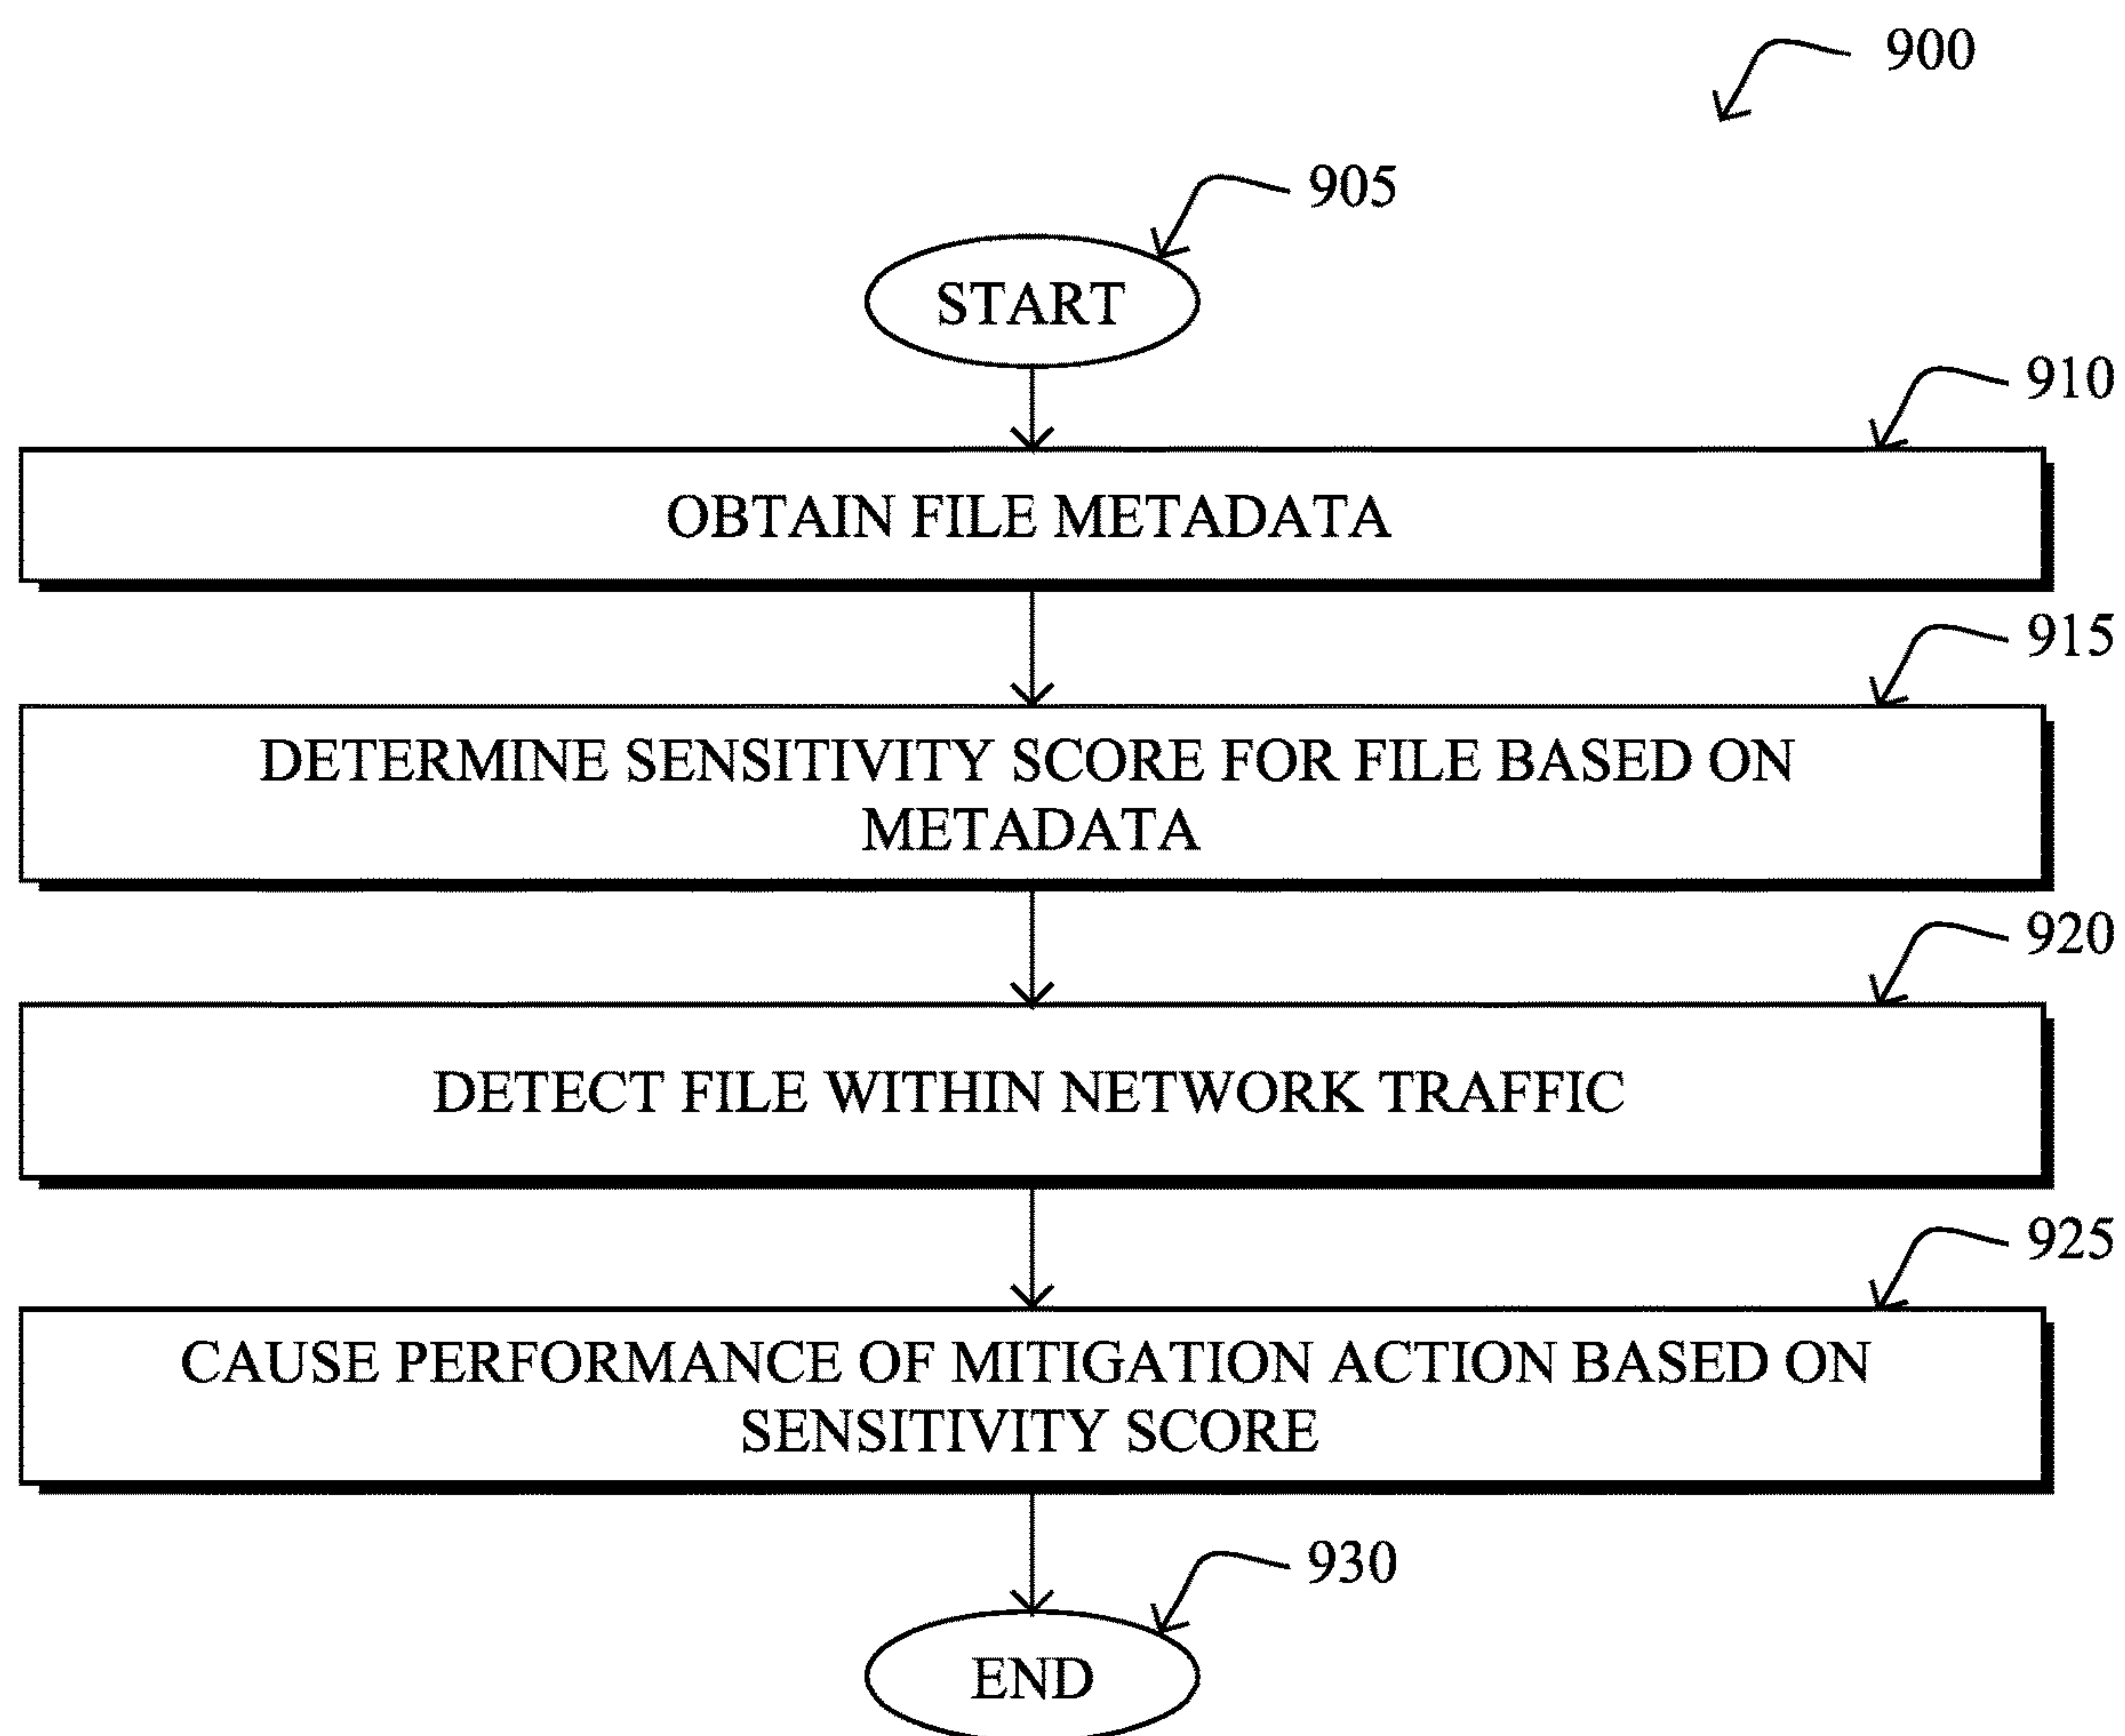 900
905
START
910
OBTAIN FILE METADATA
915
DETERMINE SENSITIVITY SCORE FOR FILE BASED ON
METADATA
920
DETECT FILE WITHIN NETWORK TRAFFIC
925
CAUSE PERFORMANCE OF MITIGATION ACTION BASED ON
SENSITIVITY SCORE
930
END